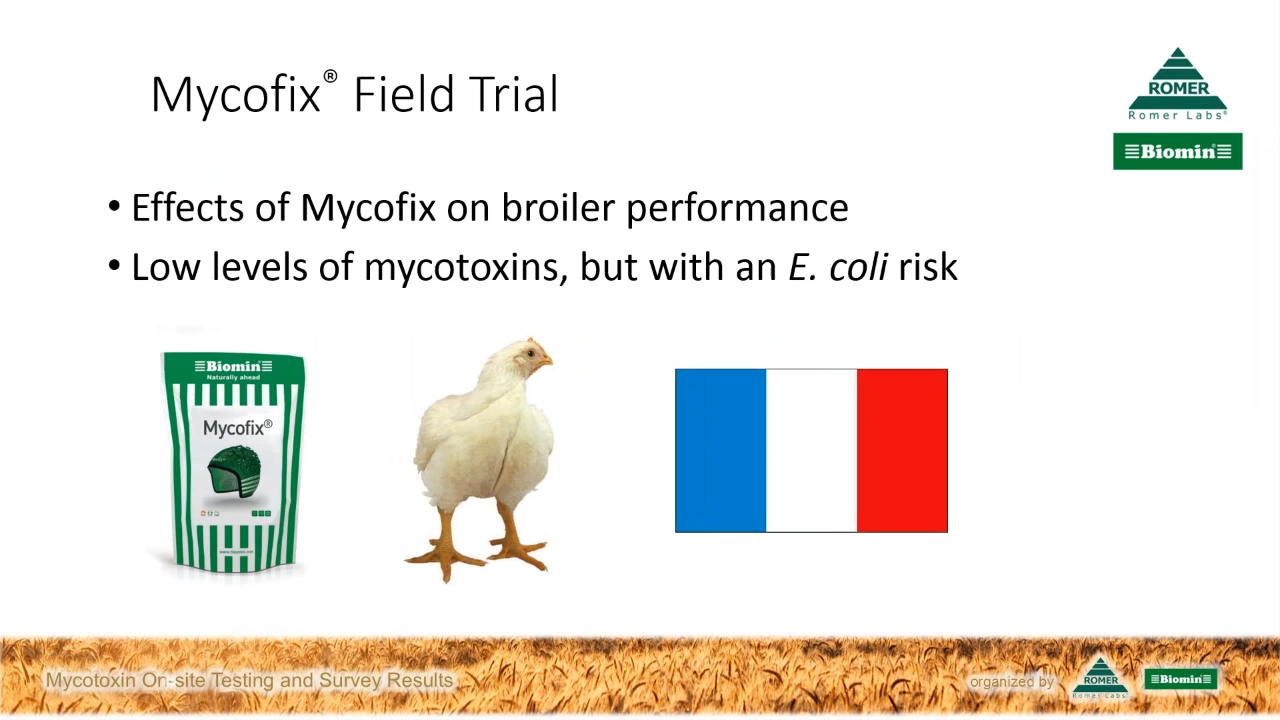 Mycofix® Field Trial
ROMER
Romer Labs®
Biomin®
• Effects of Mycofix on broiler performance
• Low levels of mycotoxins, but with an E. coli risk
Biomin®
Naturally ahead
Mycofix®
Mycotoxin On-site Testing and Survey Results
organized by
ROMER
Romer Labs®
Biomin®